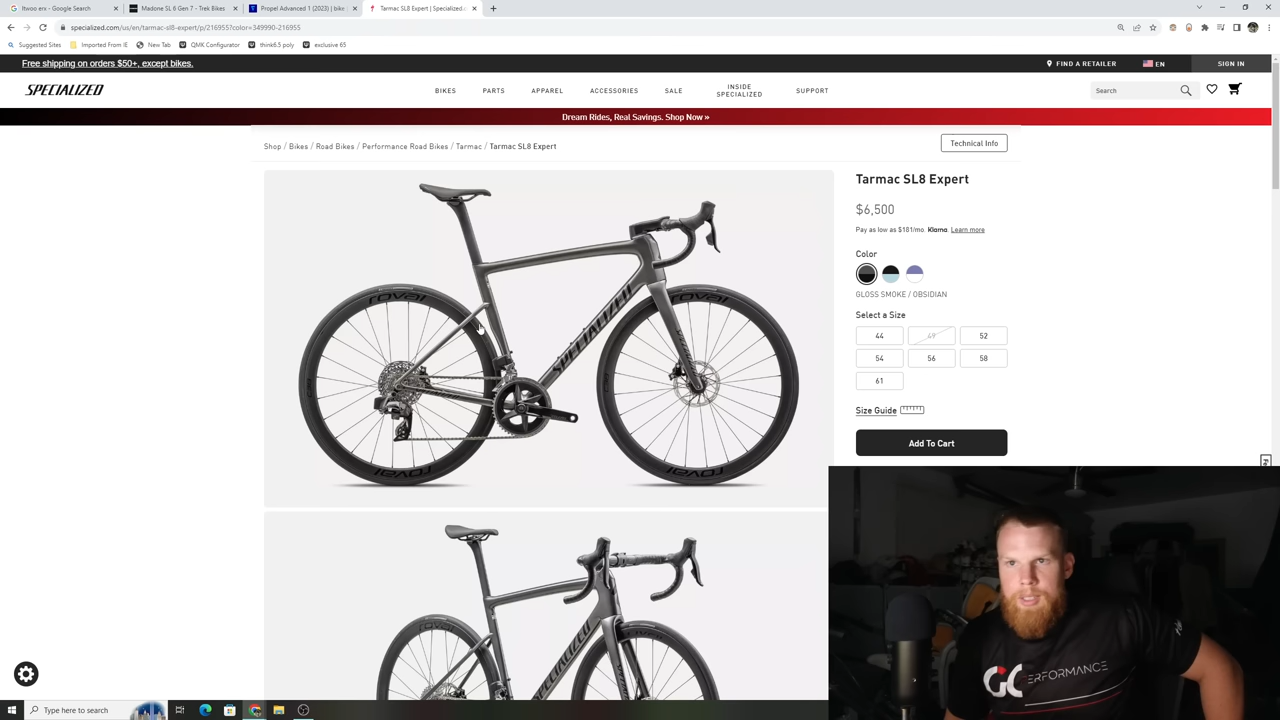 ltwoo erx - Google Search
Madone SL 6 Gen 7 - Trek Bikes
Propel Advanced 1 (2023) | bike
Tarmac SL8 Expert | Specialized.
specialized.com/us/en/tarmac-sl8-expert/p/216955?color=349990-216955
Suggested Sites
Imported From IE
New Tab
QMK Configurator
think6.5 poly
exclusive 65
Free shipping on orders $50+, except bikes.
FIND A RETAILER
EN
SIGN IN
SPECIALIZED
BIKES
PARTS
APPAREL
ACCESSORIES
SALE
INSIDE
SPECIALIZED
SUPPORT
Search
Dream Rides, Real Savings. Shop Now »
Shop / Bikes / Road Bikes / Performance Road Bikes / Tarmac / Tarmac SL8 Expert
Technical Info
Tarmac SL8 Expert
$6,500
Pay as low as $181/mo. Klarna. Learn more
Color
GLOSS SMOKE / OBSIDIAN
Select a Size
44
49
52
54
56
58
61
Size Guide
Add To Cart
roval
roval
SPECIALIZED
roval
roval
SPECIALIZED
GC PERFORMANCE
Type here to search